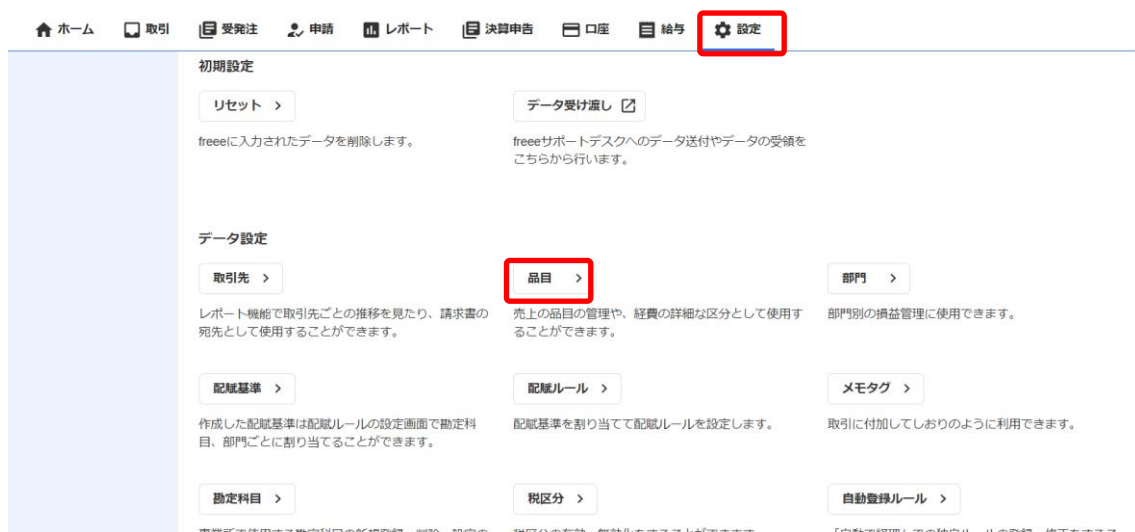 ホーム 取引 受発注 申請 レポート 決算申告 口座 給与 設定
初期設定
リセット データ受け渡し
freeeに入力されたデータを削除します。 freeeサポートデスクへのデータ送付やデータの受領を
こちらから行います。
データ設定
取引先 品目 部門
レポート機能で取引先ごとの推移を見たり、請求書の 売上の品目の管理や、経費の詳細な区分として使用す 部門別の損益管理に使用できます。
宛先として使用することができます。 ることができます。
配賦基準 配賦ルール メモタグ
作成した配賦基準は配賦ルールの設定画面で勘定科 配賦基準を割り当てて配賦ルールを設定します。 取引に付加してしおりのように利用できます。
目、部門ごとに割り当てることができます。
勘定科目 税区分 自動登録ルール